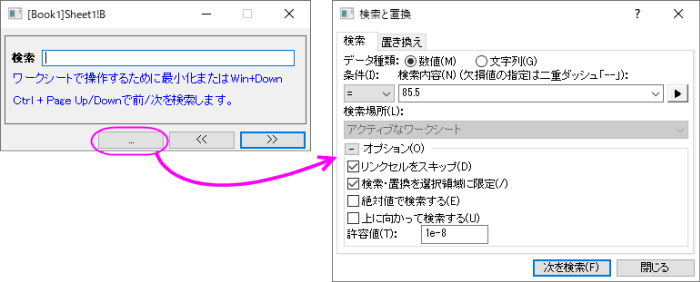 [Book1]Sheet1!B
検索
ワークシートで操作するために最小化またはWin+Down
Ctrl + Page Up/Downで前/次を検索します。
...
<<
>>
検索と置換
検索 置き換え
データ種類: 数値(M) 文字列(G)
条件(I): 検索内容(N) (欠損値の指定は二重ダッシュ「--」):
= 85.5
検索場所(L):
アクティブなワークシート
オプション(O)
リンクセルをスキップ(D)
検索・置換を選択領域に限定(/)
絶対値で検索する(E)
上に向かって検索する(U)
許容値(T): 1e-8
次を検索(F) 閉じる